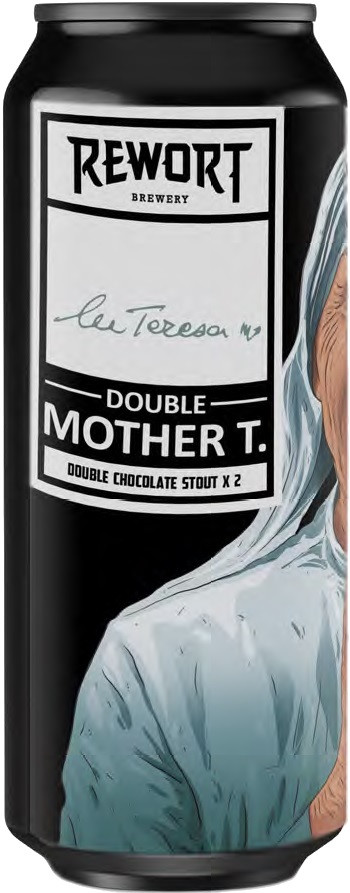 REWORT
BREWERY
Teresa
DOUBLE
MOTHER T.
DOUBLE CHOCOLATE STOUT X 2